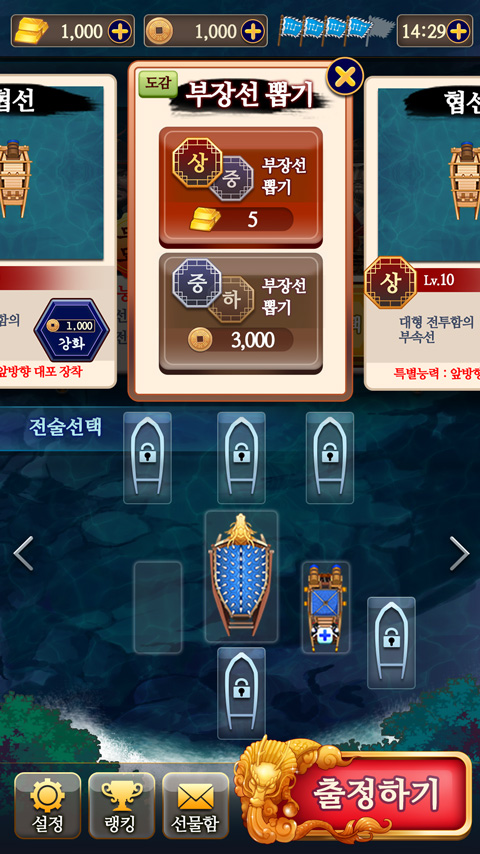 1,000
1,000
14:29
협선
도감
부장선 뽑기
협선
상
중
부장선
뽑기
5
중
하
부장선
뽑기
3,000
1,000
강화
앞방향 대포 장착
상
Lv.10
대형 전투함의
부속선
특별능력 : 앞방향
전술선택
설정
랭킹
선물함
출정하기